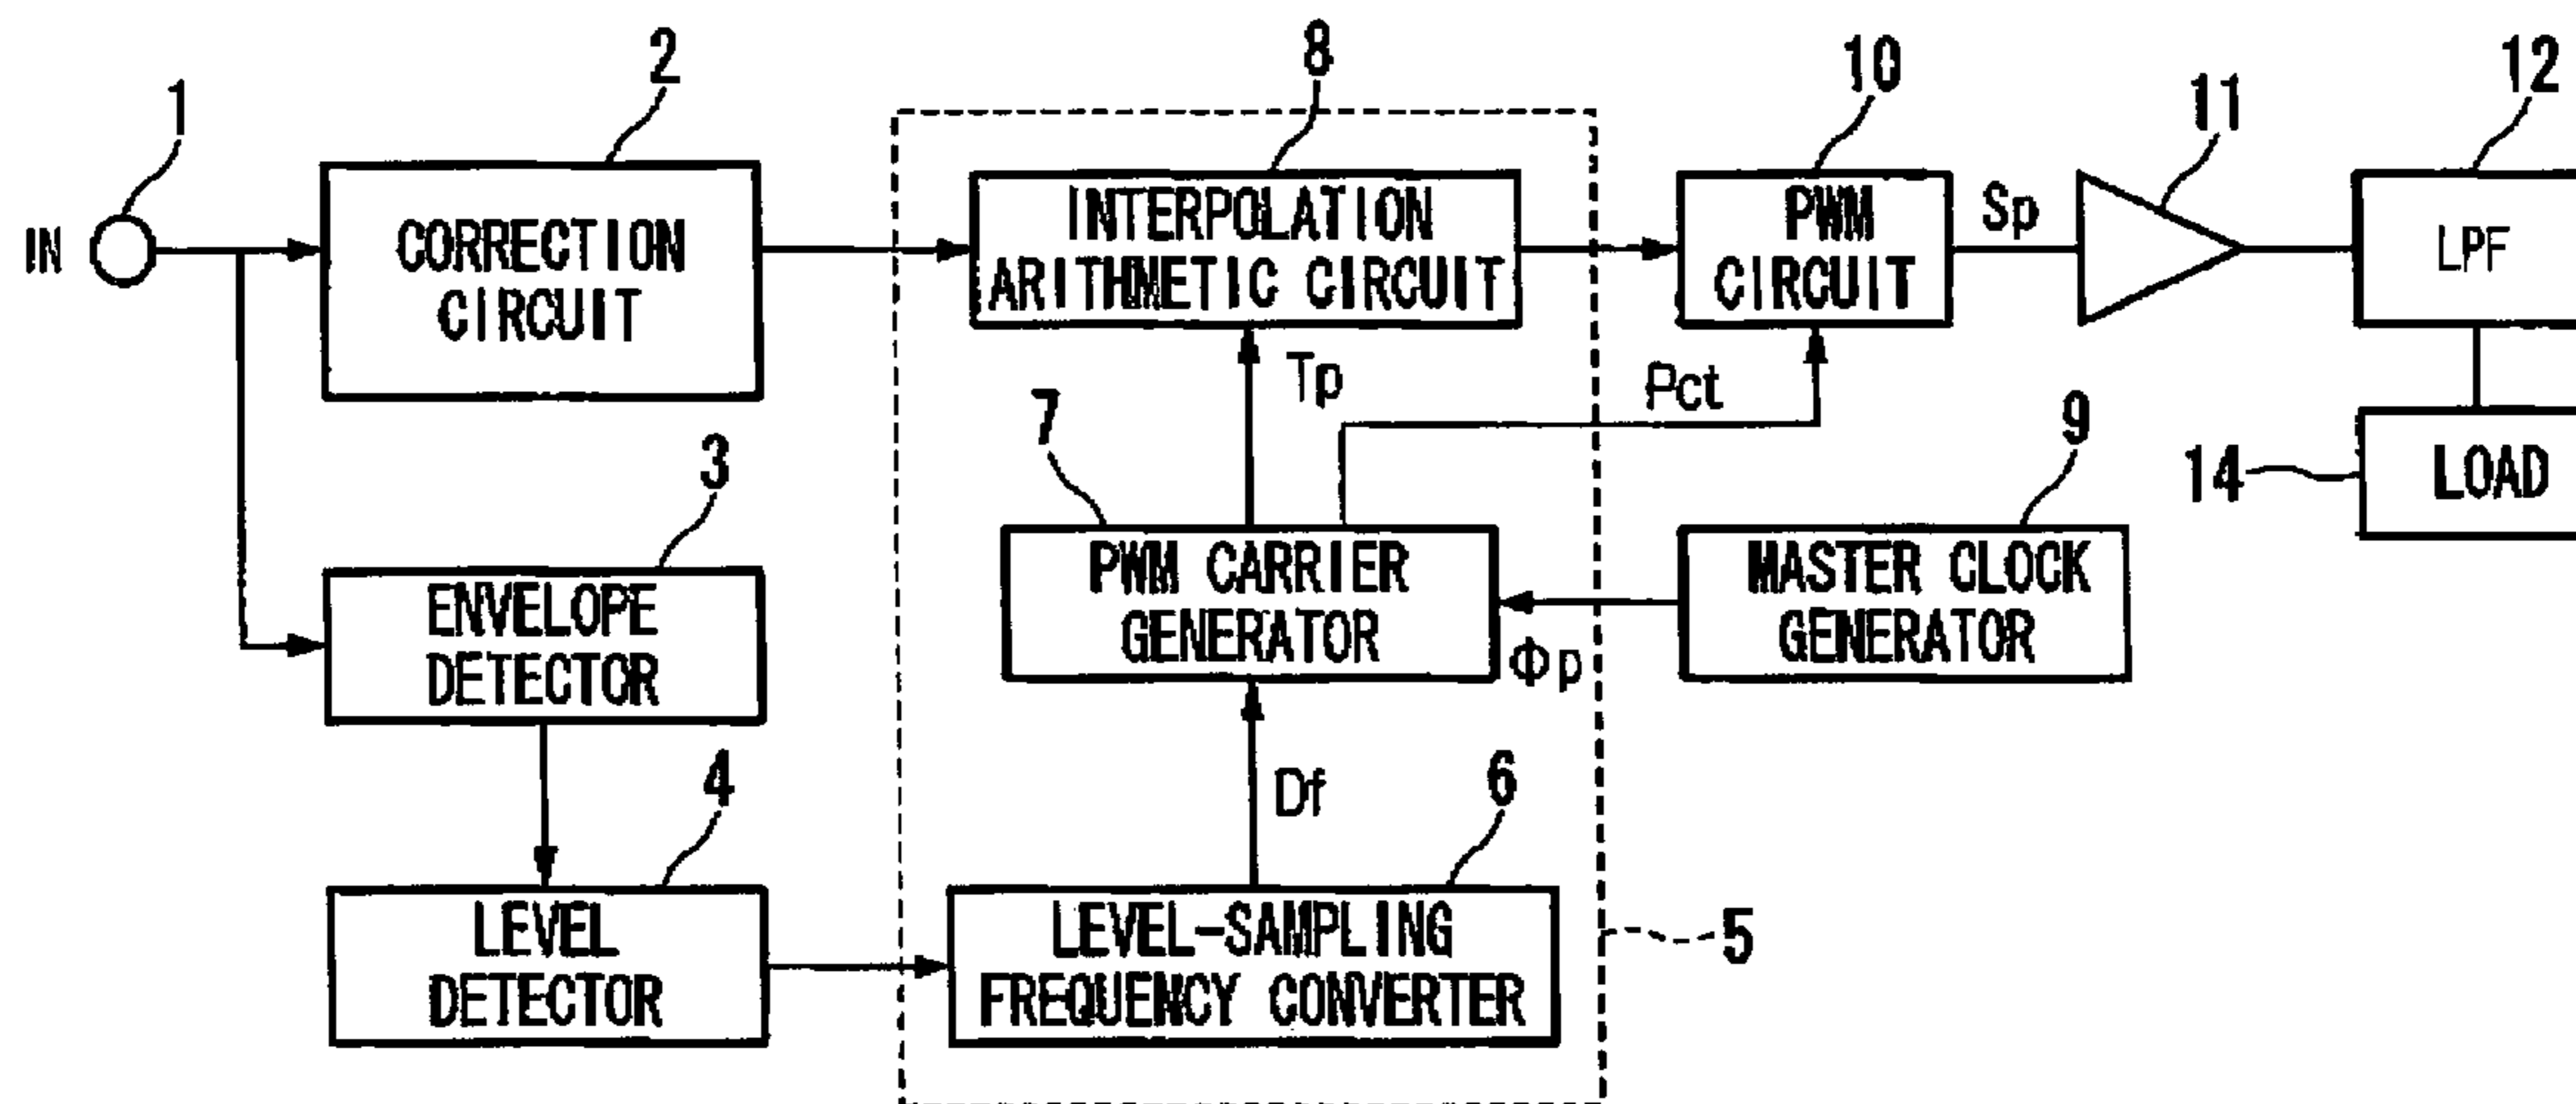 1
IN
2
CORRECTION
CIRCUIT
3
ENVELOPE
DETECTOR
4
LEVEL
DETECTOR
5
8
INTERPOLATION
ARITHMETIC CIRCUIT
Tp
Pct
7
PWM CARRIER
GENERATOR
Φp
Df
6
LEVEL-SAMPLING
FREQUENCY CONVERTER
10
PWM
CIRCUIT
Sp
11
12
LPF
14
LOAD
9
MASTER CLOCK
GENERATOR